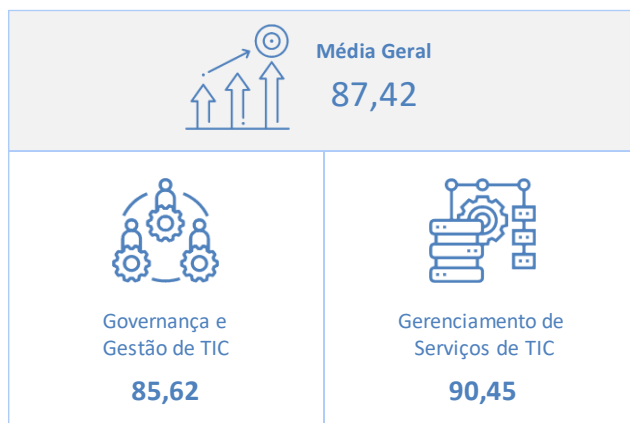 Média Geral
87,42
Governança e
Gestão de TIC
85,62
Gerenciamento de
Serviços de TIC
90,45